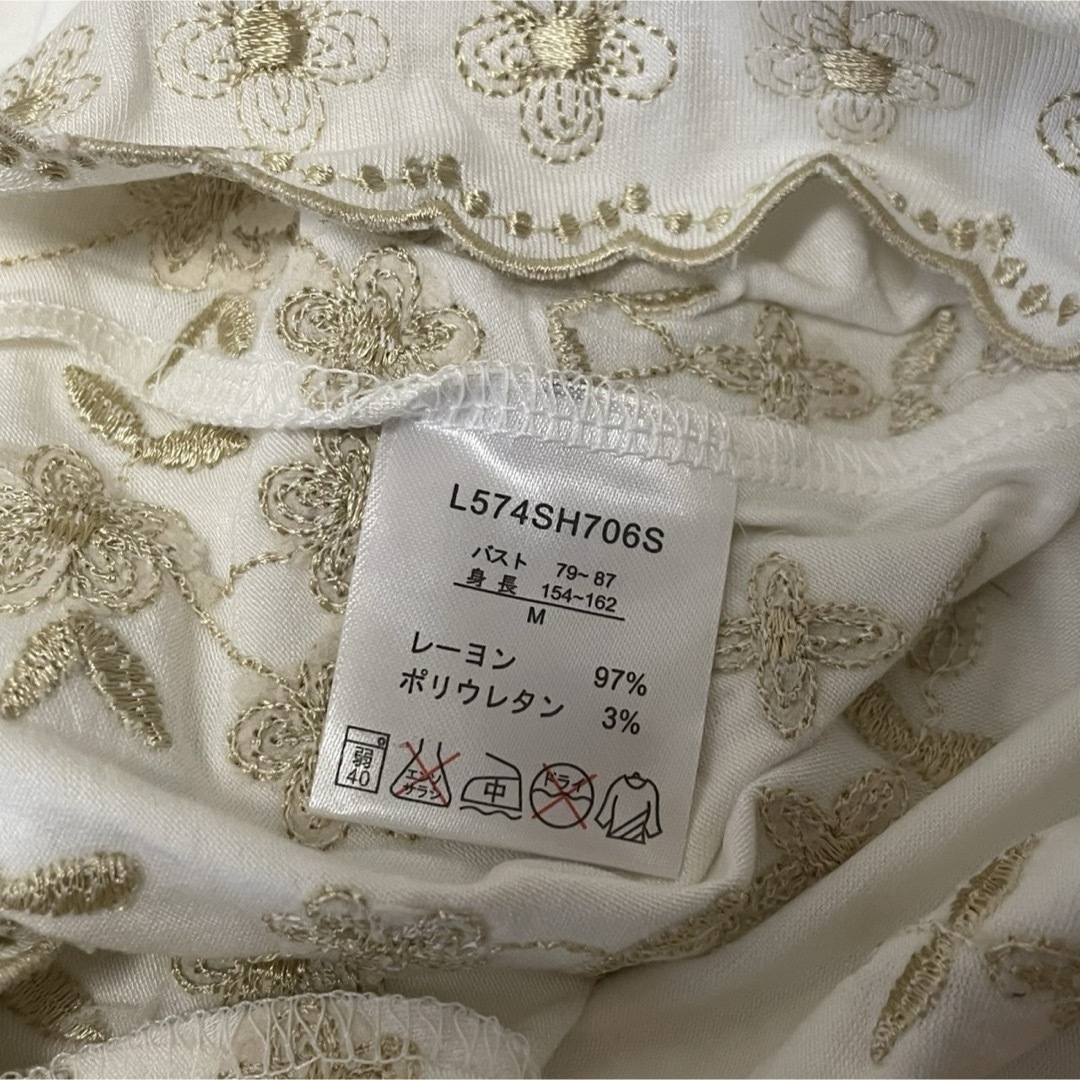 L574SH706S
バスト 79~87
身長 154~162
M
レーヨン 97%
ポリウレタン 3%
弱
40
エンソ
サラシ
中
ドライ